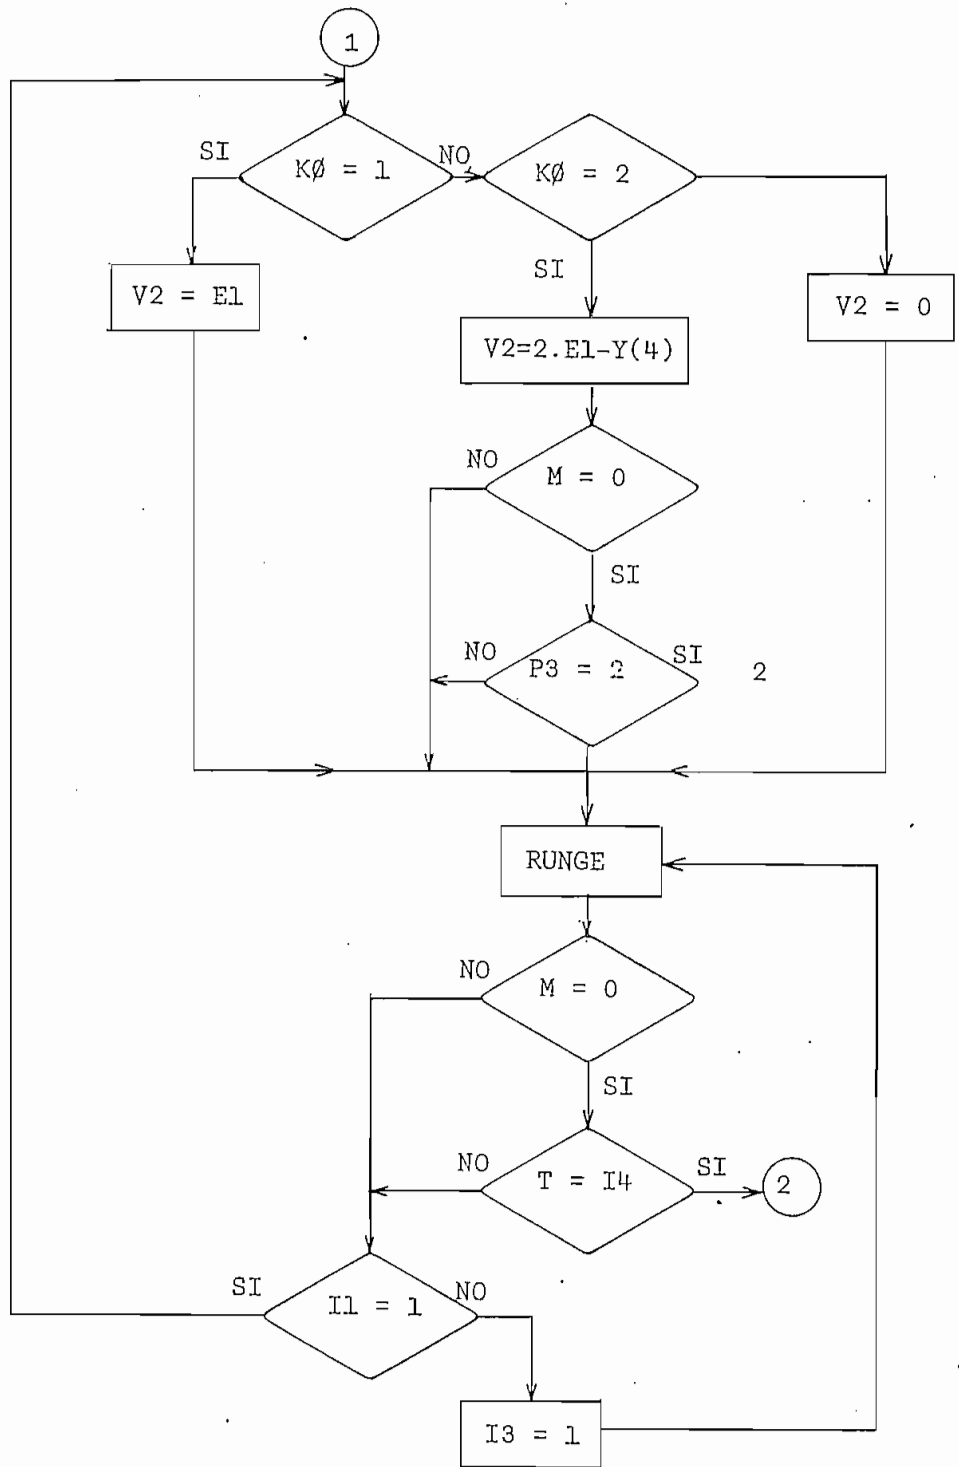 1
SI
KØ = 1
NO
KØ = 2
SI
V2 = E1
V2 = 0
V2=2.E1-Y(4)
NO
M = 0
SI
NO
P3 = 2
SI
2
RUNGE
NO
M = 0
SI
NO
T = I4
SI
2
SI
I1 = 1
NO
I3 = 1